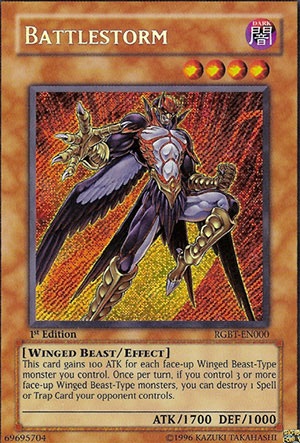 BATTLESTORM
DARK
闇
1st Edition
RGBT-EN000
[WINGED BEAST/EFFECT]
This card gains 100 ATK for each face-up Winged Beast-Type
monster you control. Once per turn, if you control 3 or more
face-up Winged Beast-Type monsters, you can destroy 1 Spell
or Trap Card your opponent controls.
ATK/1700 DEF/1000
69695704
©1996 KAZUKI TAKAHASHI